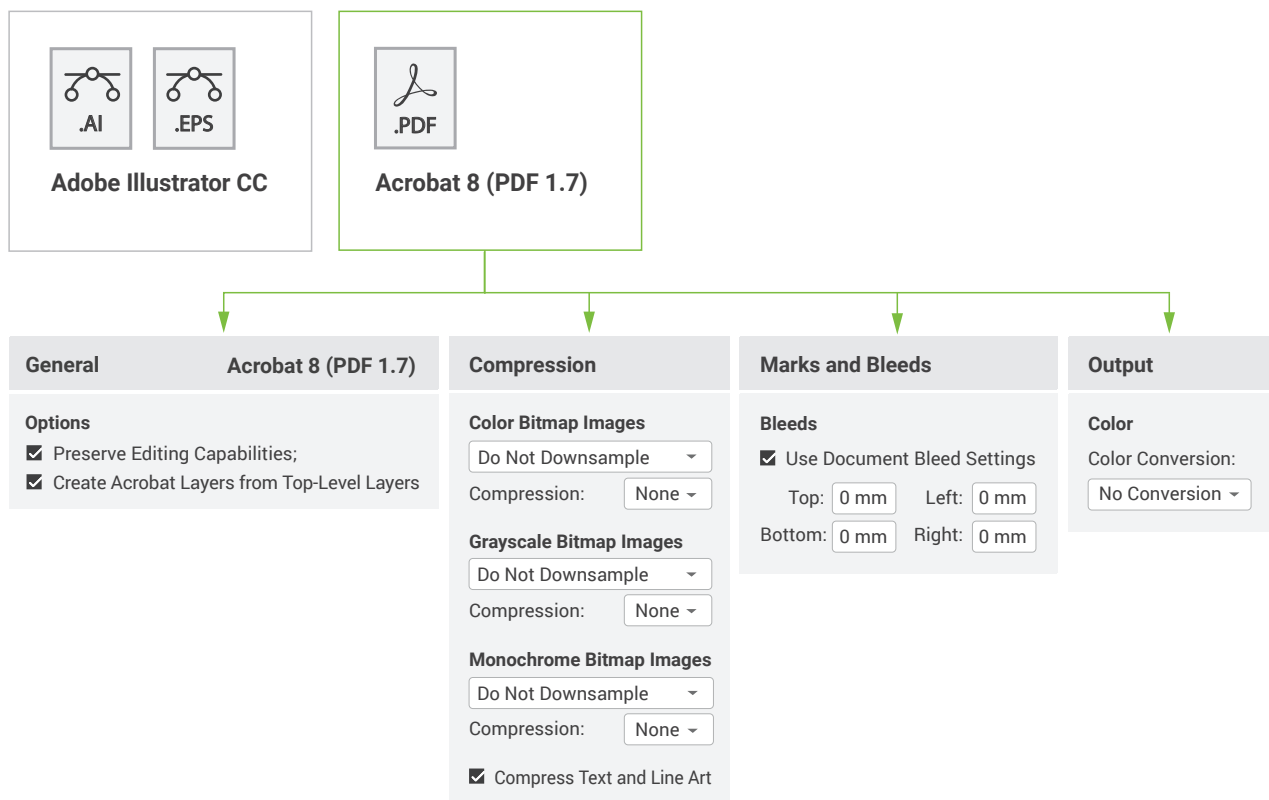 .AI
.EPS
Adobe Illustrator CC
.PDF
Acrobat 8 (PDF 1.7)
General Acrobat 8 (PDF 1.7)
Options
Preserve Editing Capabilities;
Create Acrobat Layers from Top-Level Layers
Compression
Color Bitmap Images
Do Not Downsample
Compression: None
Grayscale Bitmap Images
Do Not Downsample
Compression: None
Monochrome Bitmap Images
Do Not Downsample
Compression: None
Compress Text and Line Art
Marks and Bleeds
Bleeds
Use Document Bleed Settings
Top: 0 mm Left: 0 mm
Bottom: 0 mm Right: 0 mm
Output
Color
Color Conversion:
No Conversion